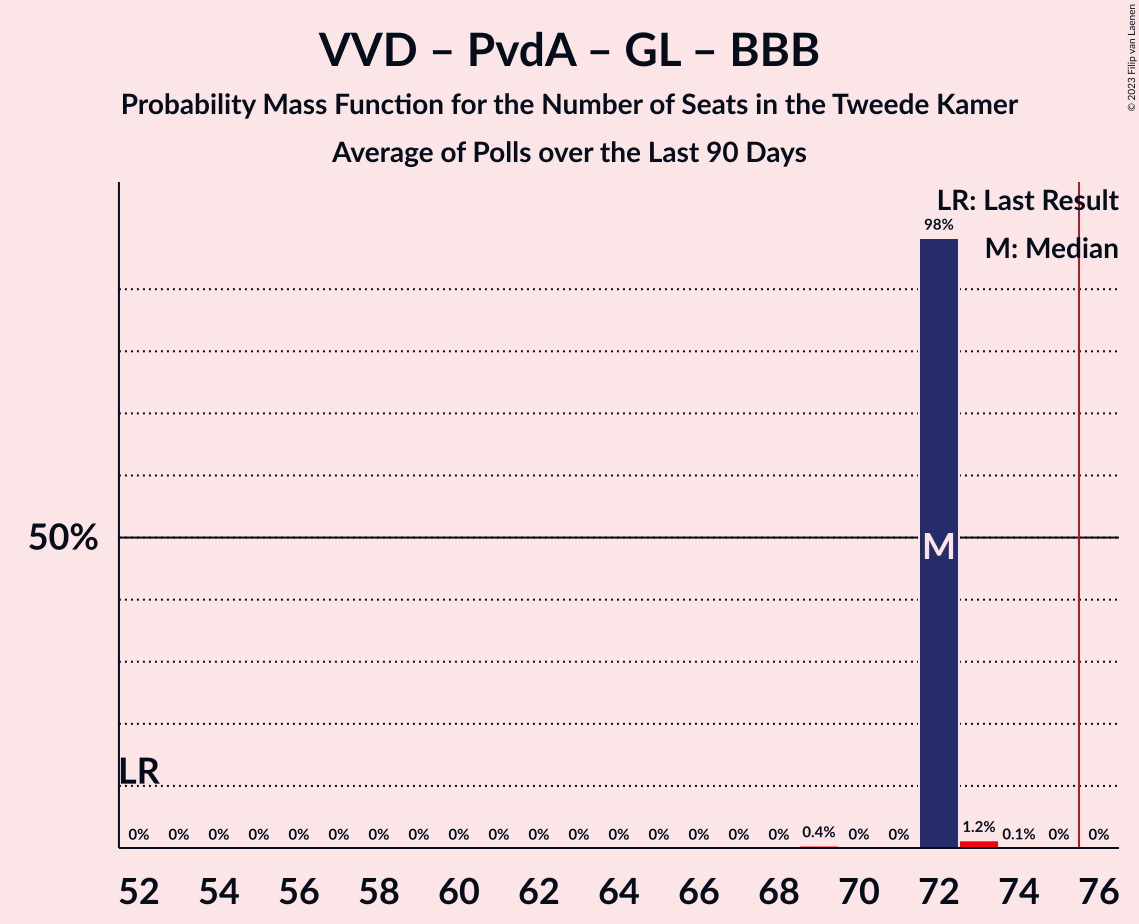 VVD – PvdA – GL – BBB
Probability Mass Function for the Number of Seats in the Tweede Kamer
Average of Polls over the Last 90 Days
© 2023 Filip van Laenen
LR: Last Result
M: Median
98%
50%
M
LR
0% 0% 0% 0% 0% 0% 0% 0% 0% 0% 0% 0% 0% 0% 0% 0% 0% 0.4% 0% 0% 1.2% 0.1% 0% 0%
52 54 56 58 60 62 64 66 68 70 72 74 76